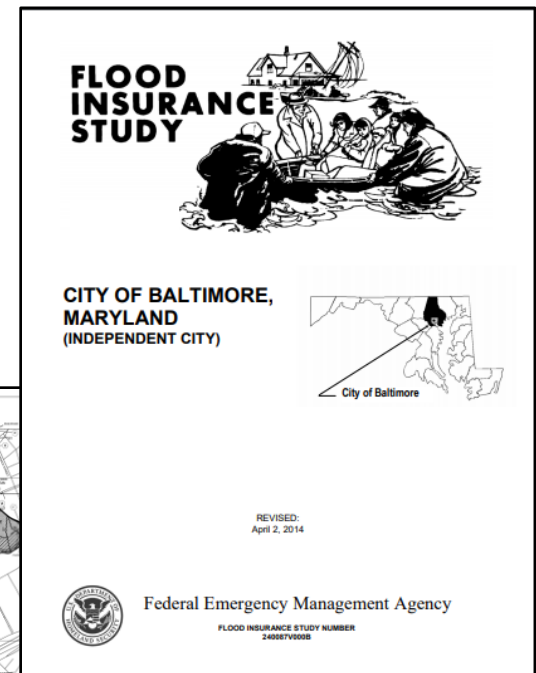 FLOOD
INSURANCE
STUDY
CITY OF BALTIMORE,
MARYLAND
(INDEPENDENT CITY)
City of Baltimore
REVISED:
April 2, 2014
Federal Emergency Management Agency
FLOOD INSURANCE STUDY NUMBER
240087V000B